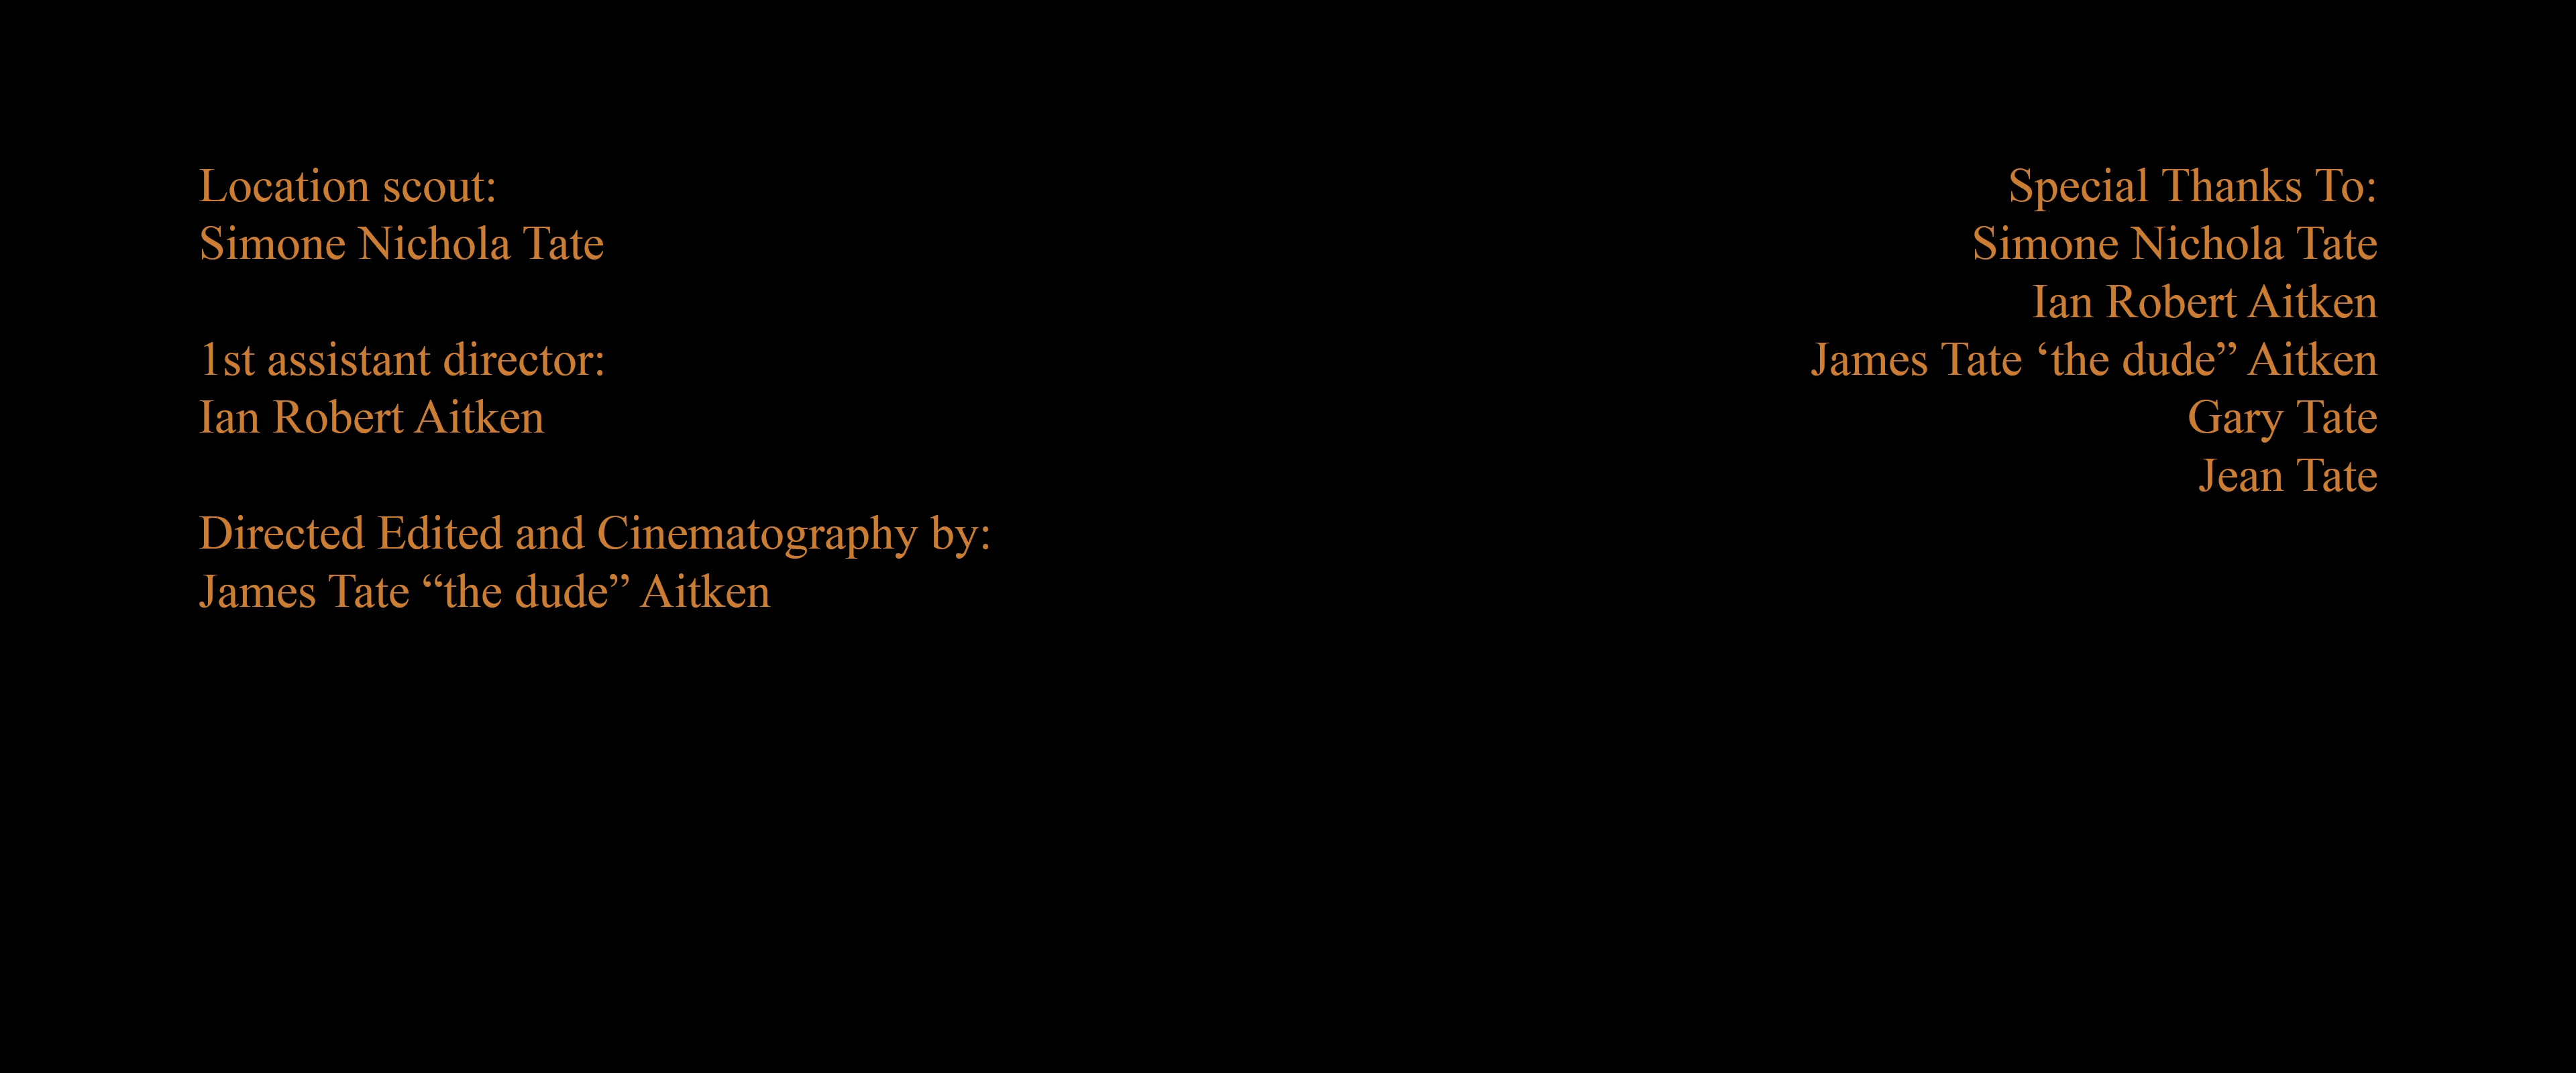 Location scout:
Simone Nichola Tate
1st assistant director:
Ian Robert Aitken
Directed Edited and Cinematography by:
James Tate “the dude” Aitken
Special Thanks To:
Simone Nichola Tate
Ian Robert Aitken
James Tate ‘the dude” Aitken
Gary Tate
Jean Tate